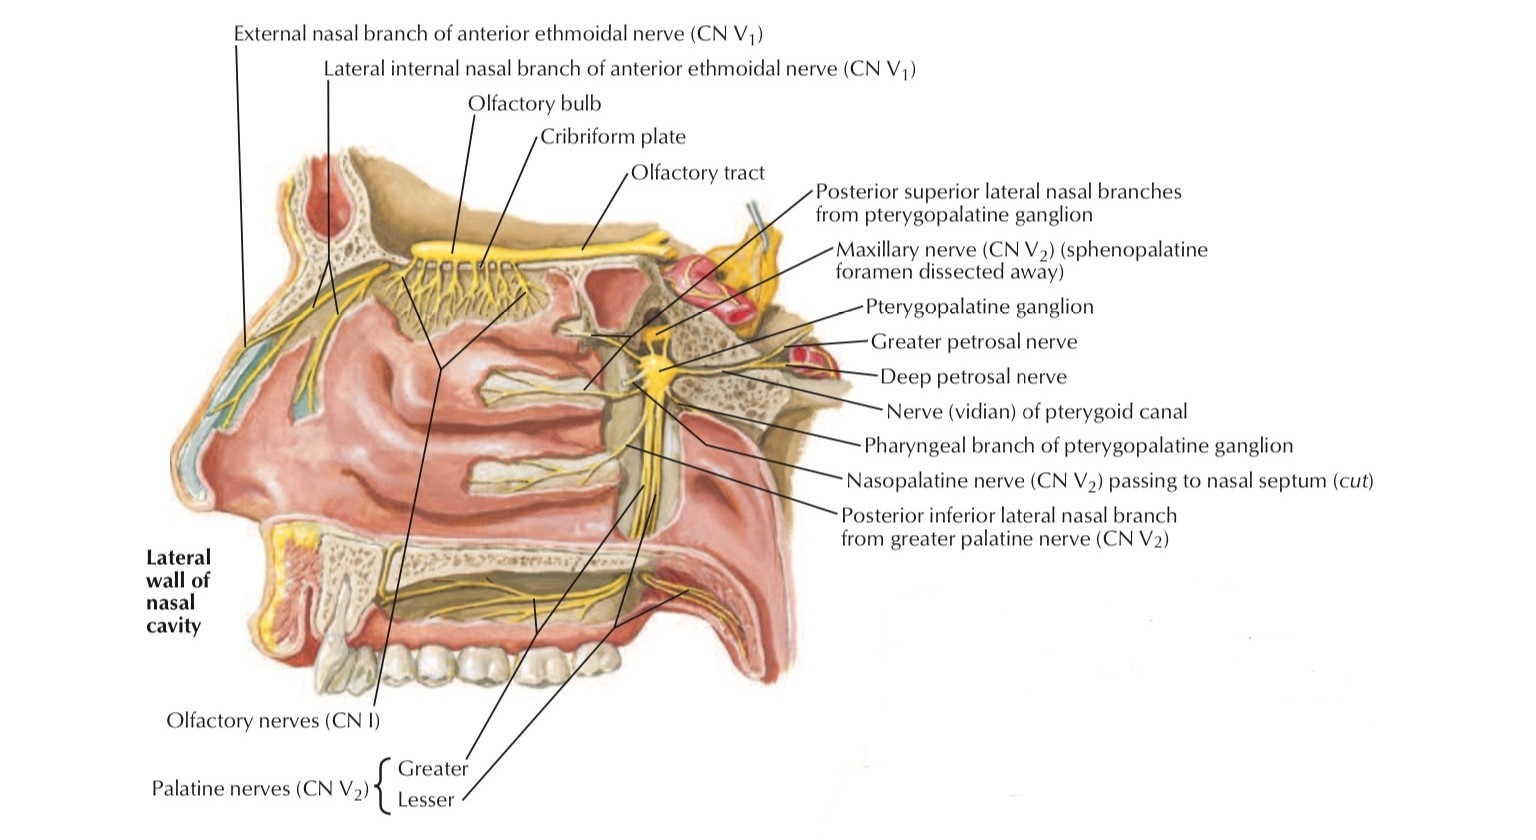 External nasal branch of anterior ethmoidal nerve (CN V₁)
Lateral internal nasal branch of anterior ethmoidal nerve (CN V₁)
Olfactory bulb
Cribriform plate
Olfactory tract
Posterior superior lateral nasal branches
from pterygopalatine ganglion
Maxillary nerve (CN V₂) (sphenopalatine
foramen dissected away)
Pterygopalatine ganglion
Greater petrosal nerve
Deep petrosal nerve
Nerve (vidian) of pterygoid canal
Pharyngeal branch of pterygopalatine ganglion
Nasopalatine nerve (CN V₂) passing to nasal septum (cut)
Posterior inferior lateral nasal branch
from greater palatine nerve (CN V₂)
Lateral
wall of
nasal
cavity
Olfactory nerves (CN I)
Palatine nerves (CN V₂)
Greater
Lesser